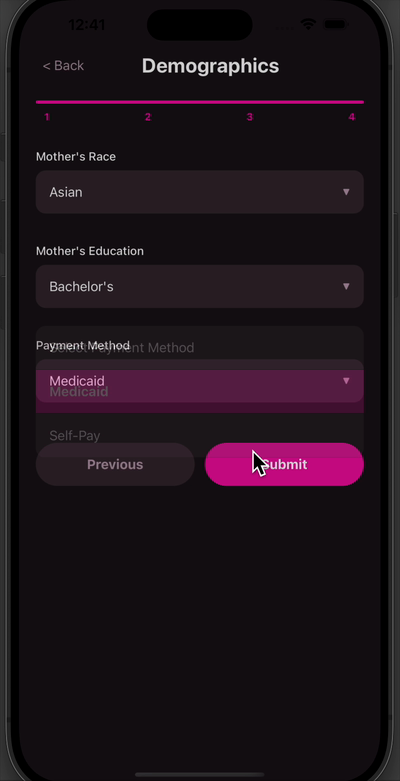 12:41
< Back
Demographics
1 2 3 4
Mother's Race
Asian
Mother's Education
Bachelor's
Payment Method
Select Payment Method
Medicaid
Medicaid
Self-Pay
Previous
Submit